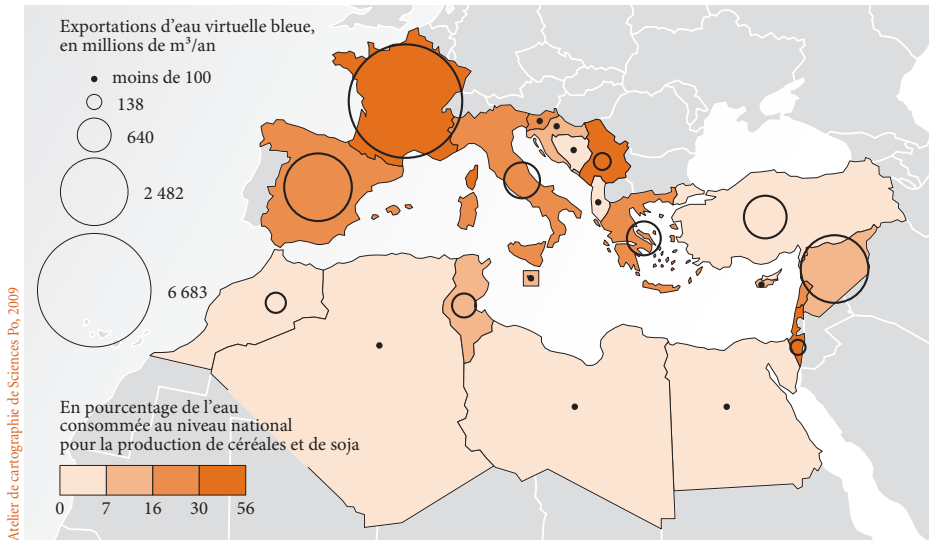 Exportations d’eau virtuelle bleue,
en millions de m³/an
moins de 100
138
640
2 482
6 683
En pourcentage de l’eau
consommée au niveau national
pour la production de céréales et de soja
0 7 16 30 56
Atelier de cartographie de Sciences Po, 2009